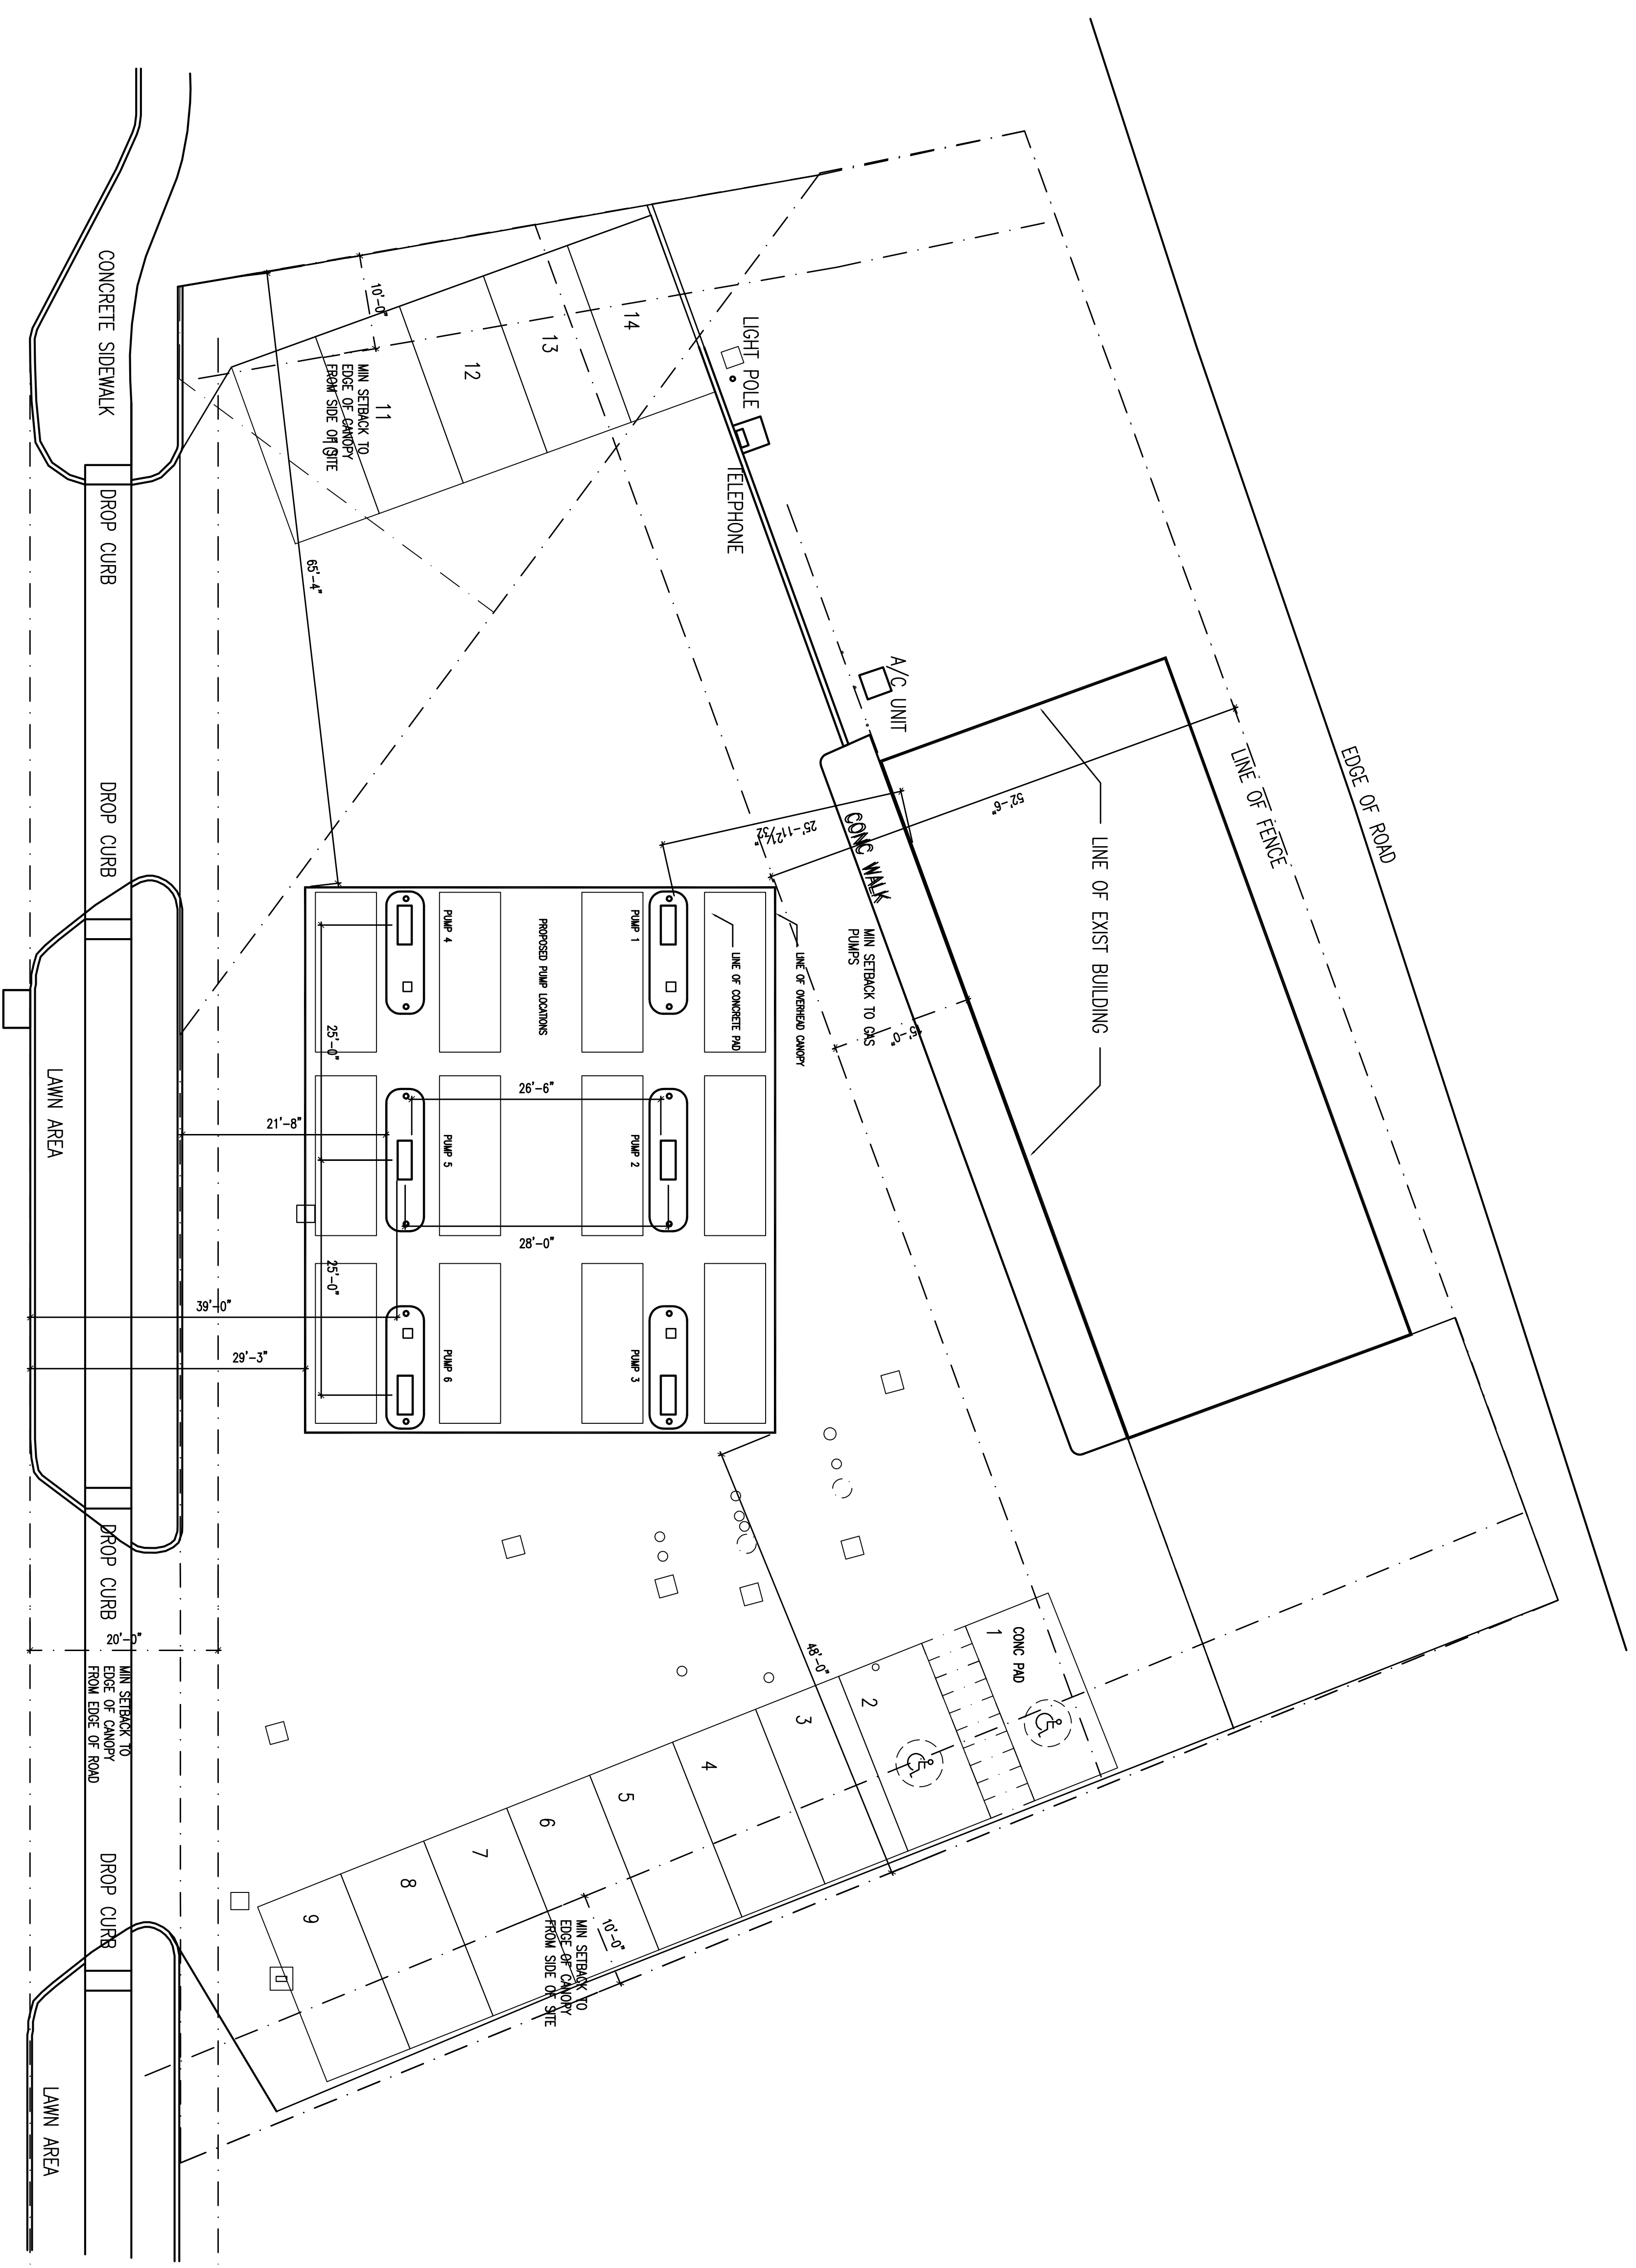 EDGE OF ROAD
LINE OF FENCE
LINE OF EXIST BUILDING
52'-6"
A/C UNIT
LIGHT POLE
TELEPHONE
CONC WALK
25'-11 21/32"
MIN SETBACK TO GAS
PUMPS
15'-0"
LINE OF OVERHEAD CANOPY
LINE OF CONCRETE PAD
PROPOSED PUMP LOCATIONS
PUMP 1
PUMP 2
PUMP 3
PUMP 4
PUMP 5
PUMP 6
26'-6"
28'-0"
25'-0"
25'-0"
21'-8"
39'-0"
29'-3"
65'-4"
48'-0"
10'-0"
MIN SETBACK TO
EDGE OF CANOPY
FROM SIDE OF SITE
14
13
12
11
10
CONC PAD
1
2
3
4
5
6
7
8
9
10'-0"
MIN SETBACK TO
EDGE OF CANOPY
FROM SIDE OF SITE
CONCRETE SIDEWALK
DROP CURB
DROP CURB
LAWN AREA
DROP CURB
20'-0"
MIN SETBACK TO
EDGE OF CANOPY
FROM EDGE OF ROAD
DROP CURB
LAWN AREA